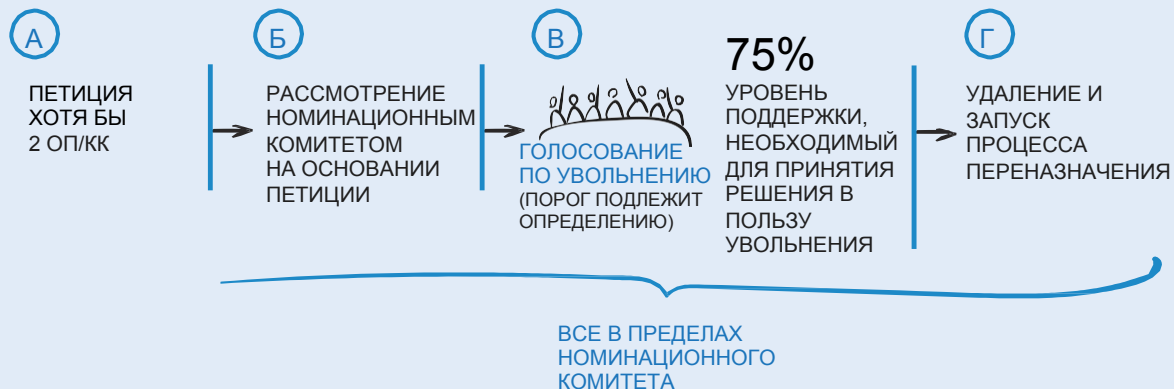 А
ПЕТИЦИЯ
ХОТЯ БЫ
2 ОП/КК
Б
РАССМОТРЕНИЕ
НОМИНАЦИОННЫМ
КОМИТЕТОМ
НА ОСНОВАНИИ
ПЕТИЦИИ
В
ГОЛОСОВАНИЕ
ПО УВОЛЬНЕНИЮ
(ПОРОГ ПОДЛЕЖИТ
ОПРЕДЕЛЕНИЮ)
75%
УРОВЕНЬ
ПОДДЕРЖКИ,
НЕОБХОДИМЫЙ
ДЛЯ ПРИНЯТИЯ
РЕШЕНИЯ В
ПОЛЬЗУ
УВОЛЬНЕНИЯ
Г
УДАЛЕНИЕ И
ЗАПУСК
ПРОЦЕССА
ПЕРЕНАЗНАЧЕНИЯ
ВСЕ В ПРЕДЕЛАХ
НОМИНАЦИОННОГО
КОМИТЕТА